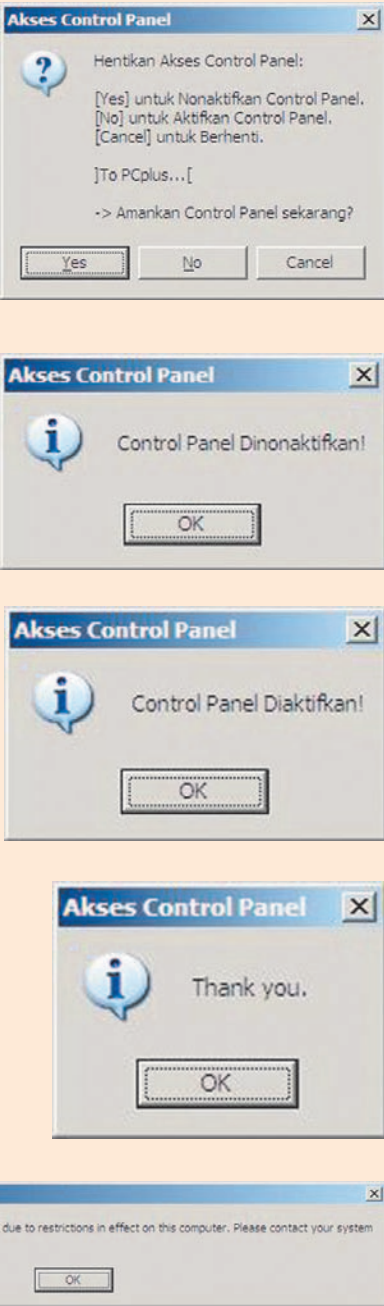 Akses Control Panel
Hentikan Akses Control Panel:
[Yes] untuk Nonaktifkan Control Panel.
[No] untuk Aktifkan Control Panel.
[Cancel] untuk Berhenti.
]To PCplus...[
-> Amankan Control Panel sekarang?
Yes No Cancel
Akses Control Panel
Control Panel Dinonaktifkan!
OK
Akses Control Panel
Control Panel Diaktifkan!
OK
Akses Control Panel
Thank you.
OK
due to restrictions in effect on this computer. Please contact your system
OK